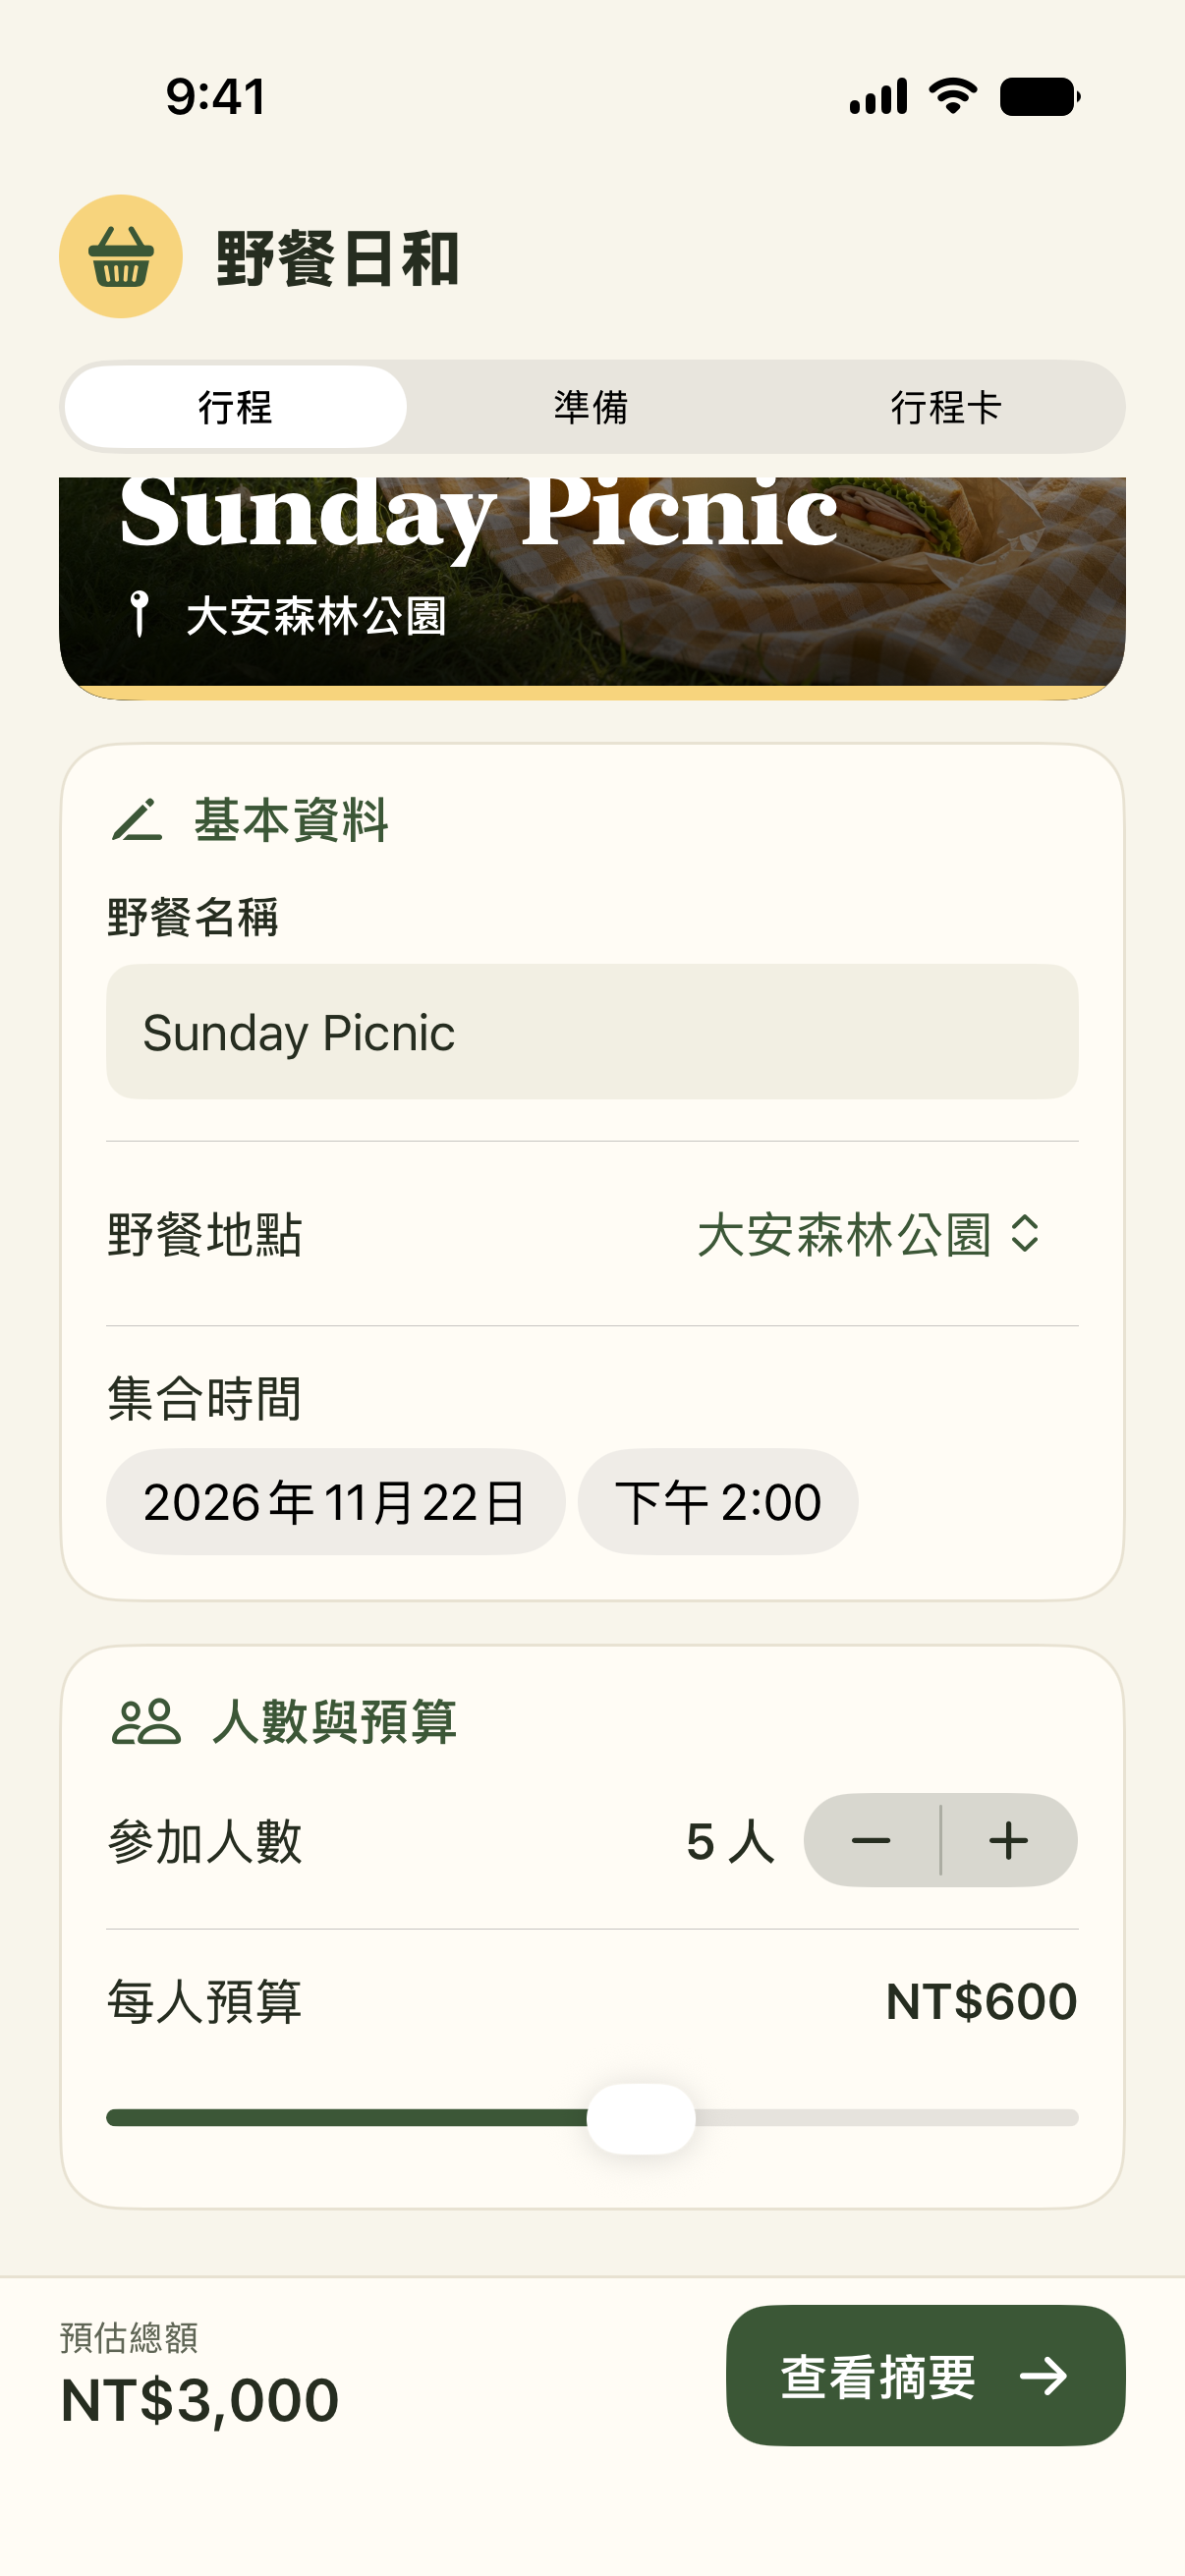 9:41
野餐日和
行程
準備
行程卡
Sunday Picnic
大安森林公園
基本資料
野餐名稱
Sunday Picnic
野餐地點
大安森林公園
集合時間
2026年11月22日
下午 2:00
人數與預算
參加人數
5 人
每人預算
NT$600
預估總額
NT$3,000
查看摘要